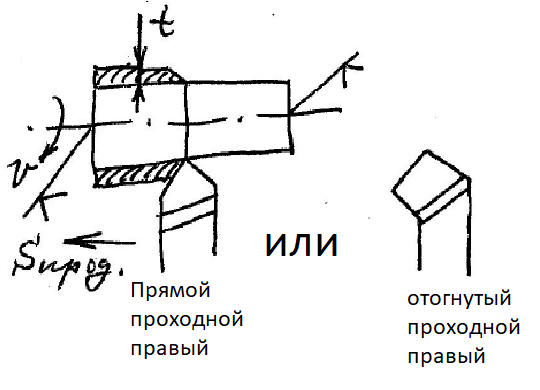 t
v
Sпрод.
или
Прямой
проходной
правый
отогнутый
проходной
правый